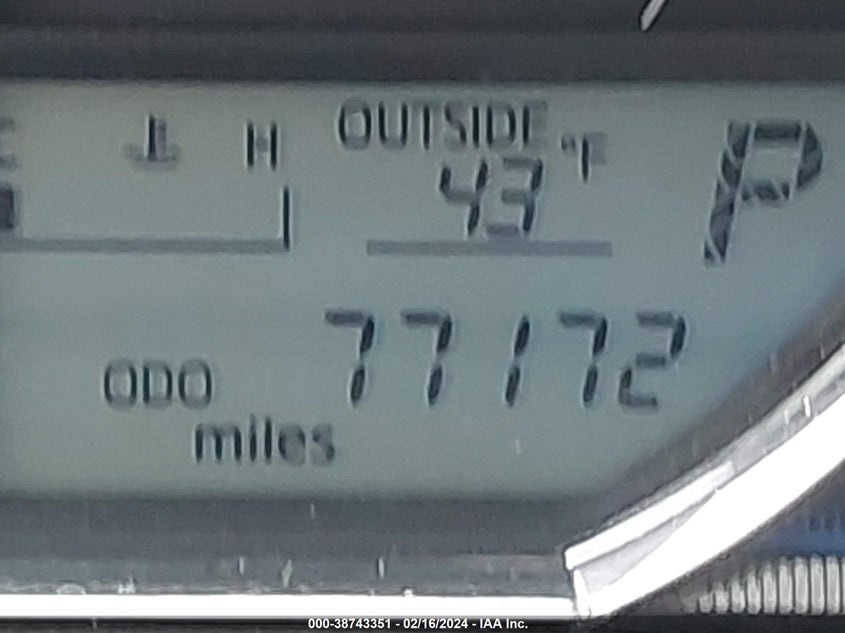 H OUTSIDE °F P
43
77172
ODO
miles
000-38743351 - 02/16/2024 - IAA Inc.